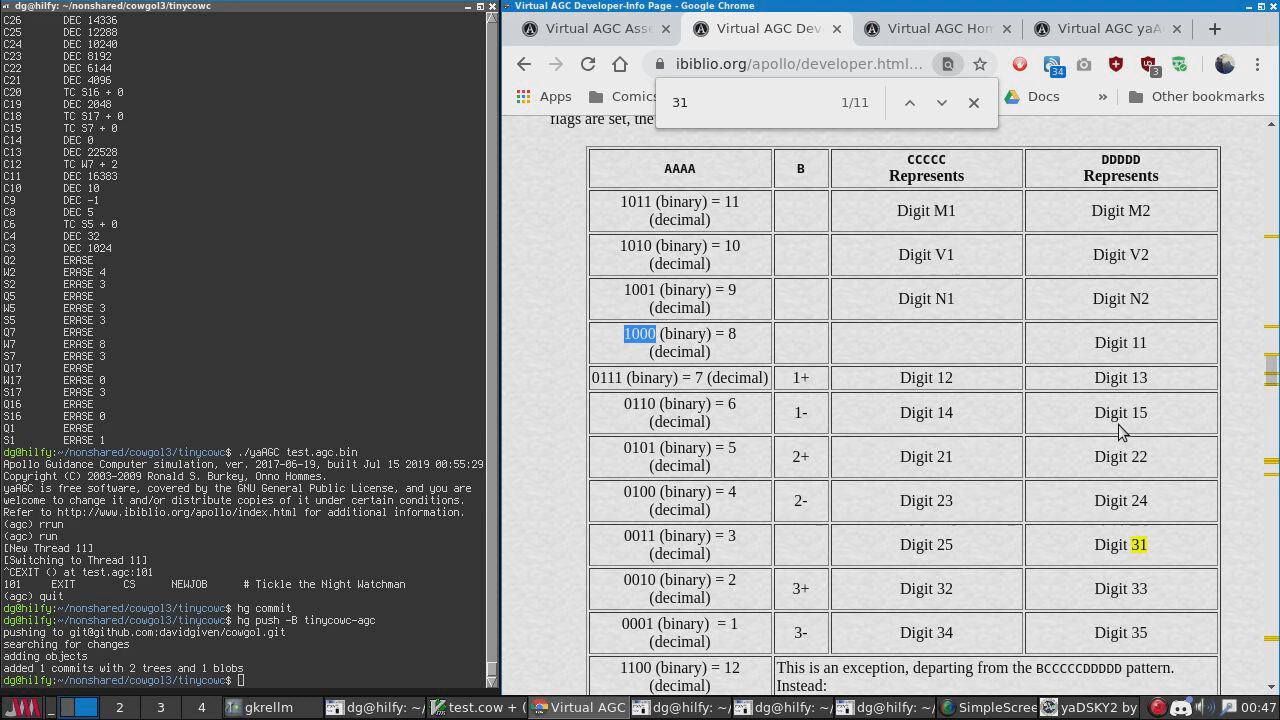 dg@hilfy: ~/nonshared/cowgol3/tinycowc
C26 DEC 14336
C25 DEC 12288
C24 DEC 10240
C23 DEC 8192
C22 DEC 6144
C21 DEC 4096
C20 TC S16 + 0
C19 DEC 2048
C18 TC S17 + 0
C15 TC S7 + 0
C14 DEC 0
C13 DEC 22528
C12 TC W7 + 2
C11 DEC 16383
C10 DEC 10
C9 DEC -1
C8 DEC 5
C6 TC S5 + 0
C4 DEC 32
C3 DEC 1024
Q2 ERASE
W2 ERASE 4
S2 ERASE 3
Q5 ERASE
W5 ERASE 3
S5 ERASE 3
Q7 ERASE
W7 ERASE 8
S7 ERASE 3
Q17 ERASE
W17 ERASE 0
S17 ERASE 3
Q16 ERASE
S16 ERASE 0
Q1 ERASE
S1 ERASE 1
dg@hilfy:~/nonshared/cowgol3/tinycowc$ ./yaAGC test.agc.bin
Apollo Guidance Computer simulation, ver. 2017-06-19, built Jul 15 2019 00:55:29
Copyright (C) 2003-2009 Ronald S. Burkey, Onno Hommes.
yaAGC is free software, covered by the GNU General Public License, and you are
welcome to change it and/or distribute copies of it under certain conditions.
Refer to http://www.ibiblio.org/apollo/index.html for additional information.
(agc) rrun
(agc) run
[New Thread 11]
[Switching to Thread 11]
^CEXIT () at test.agc:101
101 EXIT CS NEWJOB # Tickle the Night Watchman
(agc) quit
dg@hilfy:~/nonshared/cowgol3/tinycowc$ hg commit
dg@hilfy:~/nonshared/cowgol3/tinycowc$ hg push -B tinycowc-agc
pushing to git@github.com:davidgiven/cowgol.git
searching for changes
adding objects
added 1 commits with 2 trees and 1 blobs
dg@hilfy:~/nonshared/cowgol3/tinycowc$
Virtual AGC Developer-Info Page - Google Chrome
Virtual AGC Asse Virtual AGC Dev Virtual AGC Hom Virtual AGC yaA
ibiblio.org/apollo/developer.html... 34 3
Apps Comics Docs » Other bookmarks
31 1/11
flags are set, the
AAAA B CCCCC Represents DDDDD Represents
1011 (binary) = 11 (decimal) Digit M1 Digit M2
1010 (binary) = 10 (decimal) Digit V1 Digit V2
1001 (binary) = 9 (decimal) Digit N1 Digit N2
1000 (binary) = 8 (decimal) Digit 11
0111 (binary) = 7 (decimal) 1+ Digit 12 Digit 13
0110 (binary) = 6 (decimal) 1- Digit 14 Digit 15
0101 (binary) = 5 (decimal) 2+ Digit 21 Digit 22
0100 (binary) = 4 (decimal) 2- Digit 23 Digit 24
0011 (binary) = 3 (decimal) Digit 25 Digit 31
0010 (binary) = 2 (decimal) 3+ Digit 32 Digit 33
0001 (binary) = 1 (decimal) 3- Digit 34 Digit 35
1100 (binary) = 12 (decimal) This is an exception, departing from the BCCCCCDDDDD pattern.
Instead:
2 3 4 gkrellm dg@hilfy: ~/ test.cow + ( Virtual AGC dg@hilfy: ~/ dg@hilfy: ~/ dg@hilfy: ~/ SimpleScree yaDSKY2 by 00:47